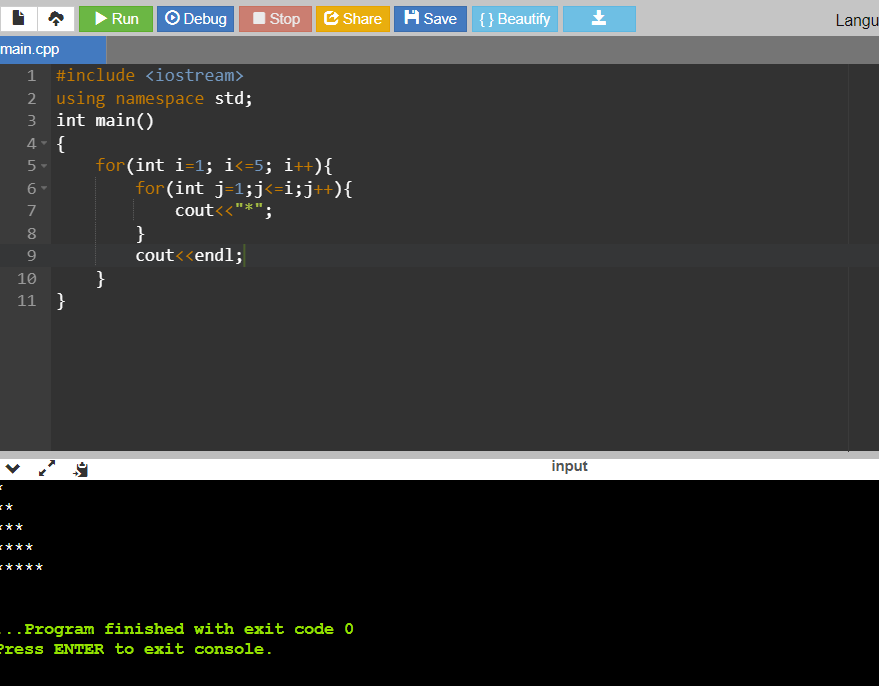 Run Debug Stop Share Save { } Beautify Langu
main.cpp
1 #include <iostream>
2 using namespace std;
3 int main()
4 {
5     for(int i=1; i<=5; i++){
6         for(int j=1;j<=i;j++){
7             cout<<"*";
8         }
9         cout<<endl;
10     }
11 }
input
*
**
***
****
*****
...Program finished with exit code 0
Press ENTER to exit console.